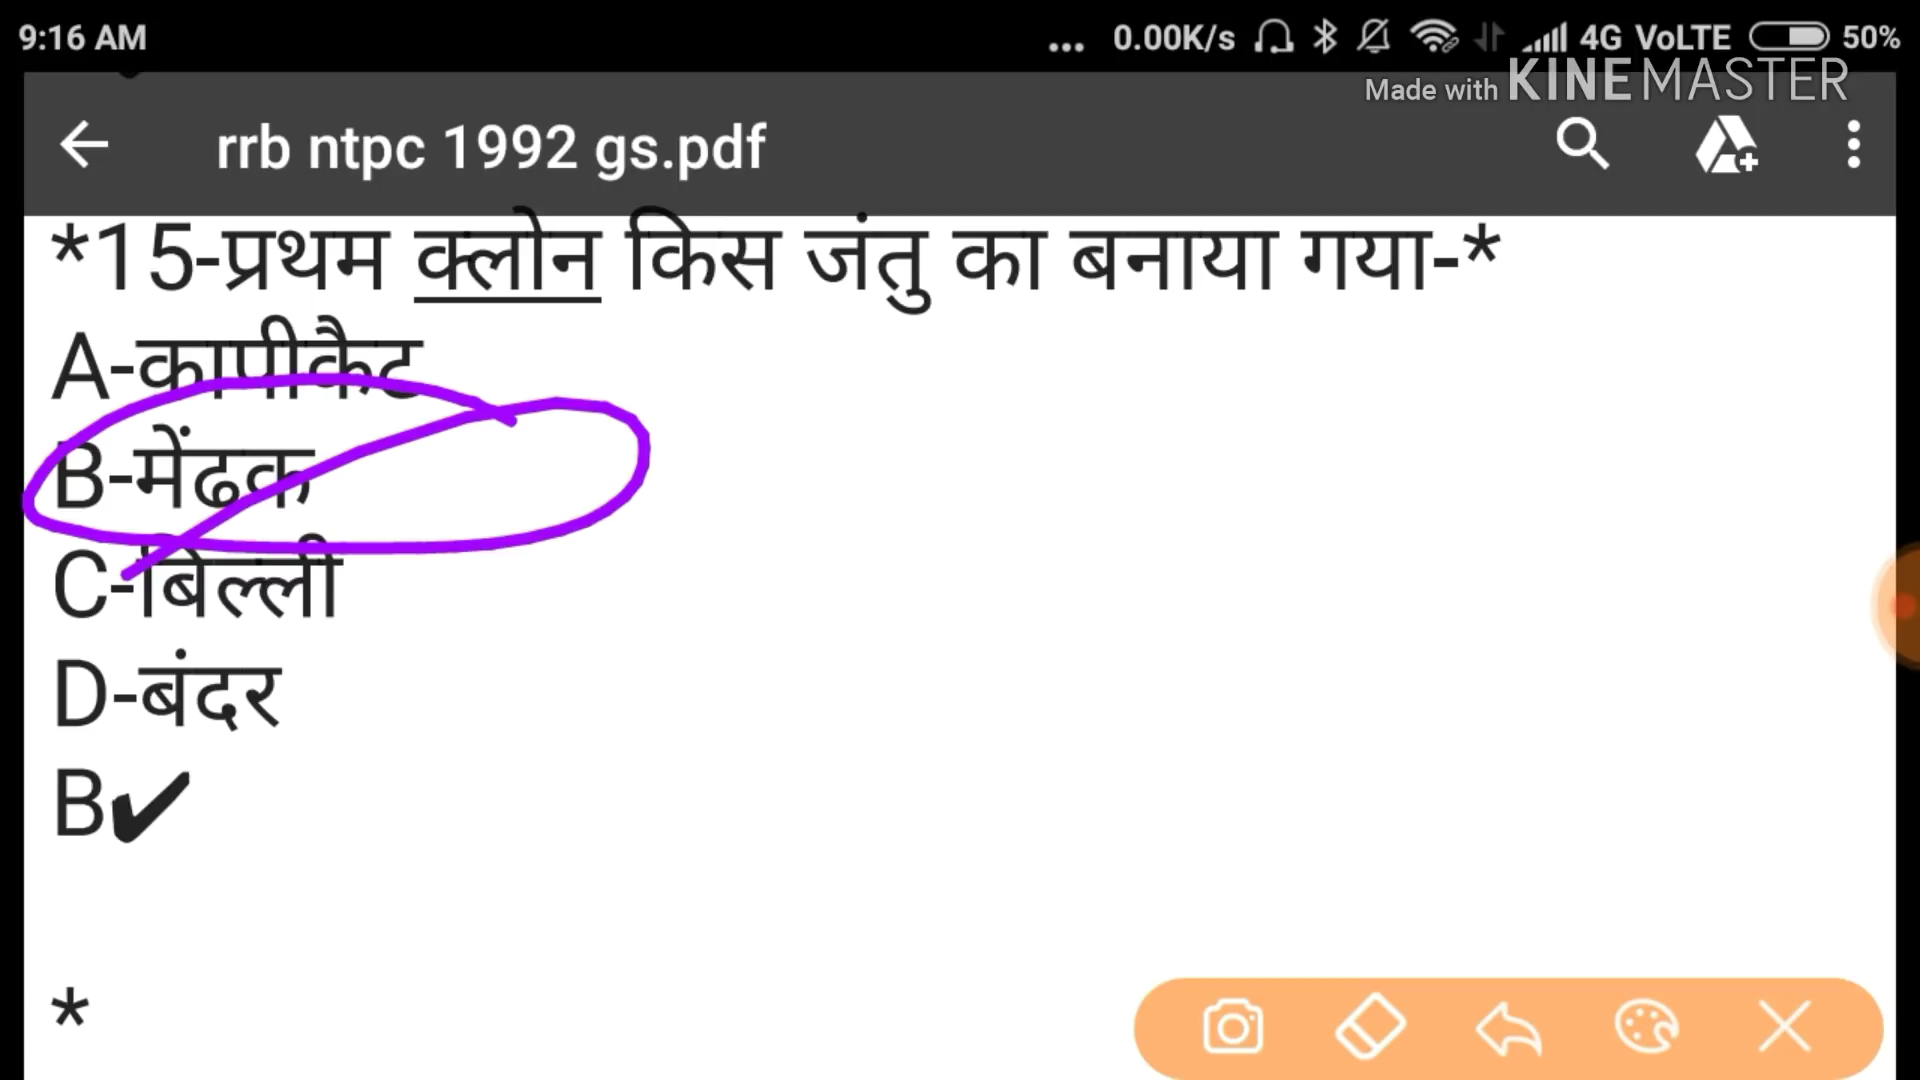 9:16 AM ... 0.00K/s 4G VoLTE 50%
Made with KINEMASTER
rrb ntpc 1992 gs.pdf
*15-प्रथम क्लोन किस जंतु का बनाया गया-*
A-कापीकैट
B-मेंढक
C-बिल्ली
D-बंदर
B✔
*